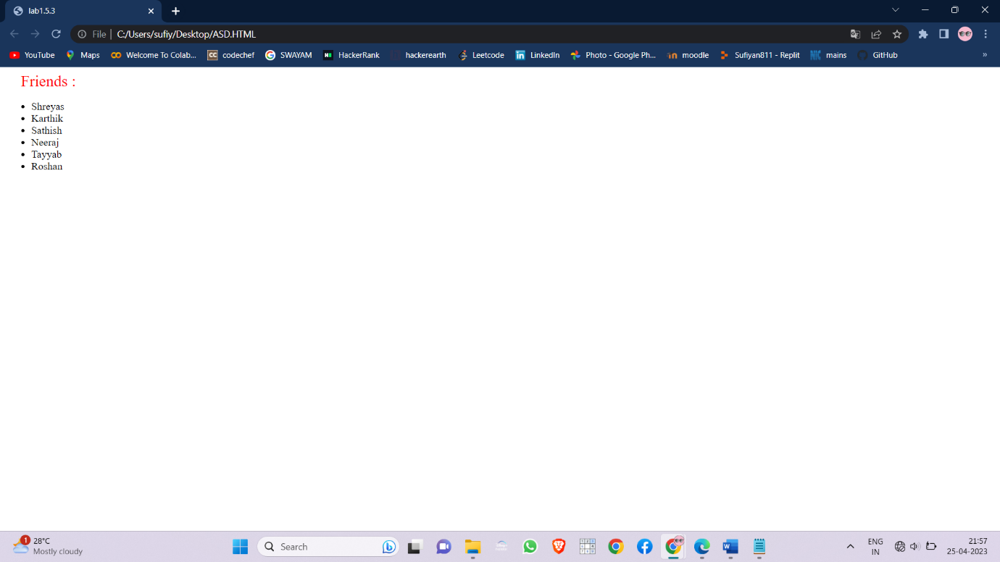 lab1.5.3
File | C:/Users/sufiy/Desktop/ASD.HTML
YouTube Maps Welcome To Colab... codechef SWAYAM HackerRank hackerearth Leetcode LinkedIn Photo - Google Ph... moodle Sufiyan811 - Replit mains GitHub »
Friends :
• Shreyas
• Karthik
• Sathish
• Neeraj
• Tayyab
• Roshan
1 28°C
Mostly cloudy
Search
ENG
IN
21:57
25-04-2023